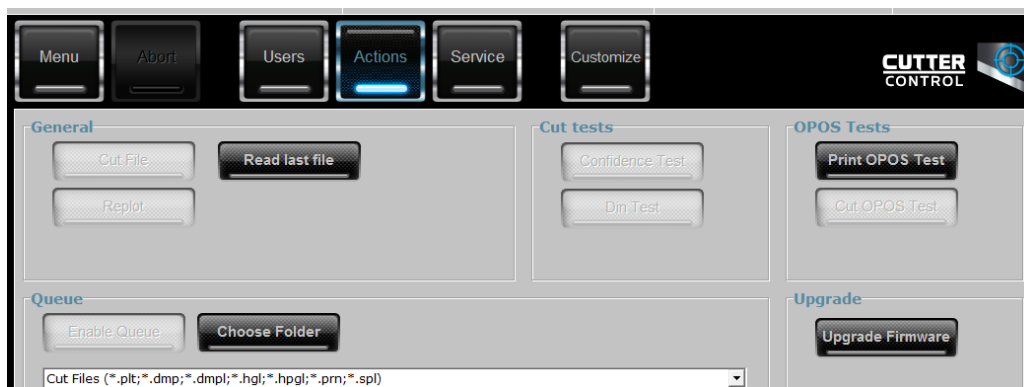 Menu
Abort
Users
Actions
Service
Customize
CUTTER
CONTROL
General
Cut File
Read last file
Replot
Cut tests
Confidence Test
Din Test
OPOS Tests
Print OPOS Test
Cut OPOS Test
Queue
Enable Queue
Choose Folder
Cut Files (*.plt;*.dmp;*.dmpl;*.hgl;*.hpgl;*.prn;*.spl)
Upgrade
Upgrade Firmware